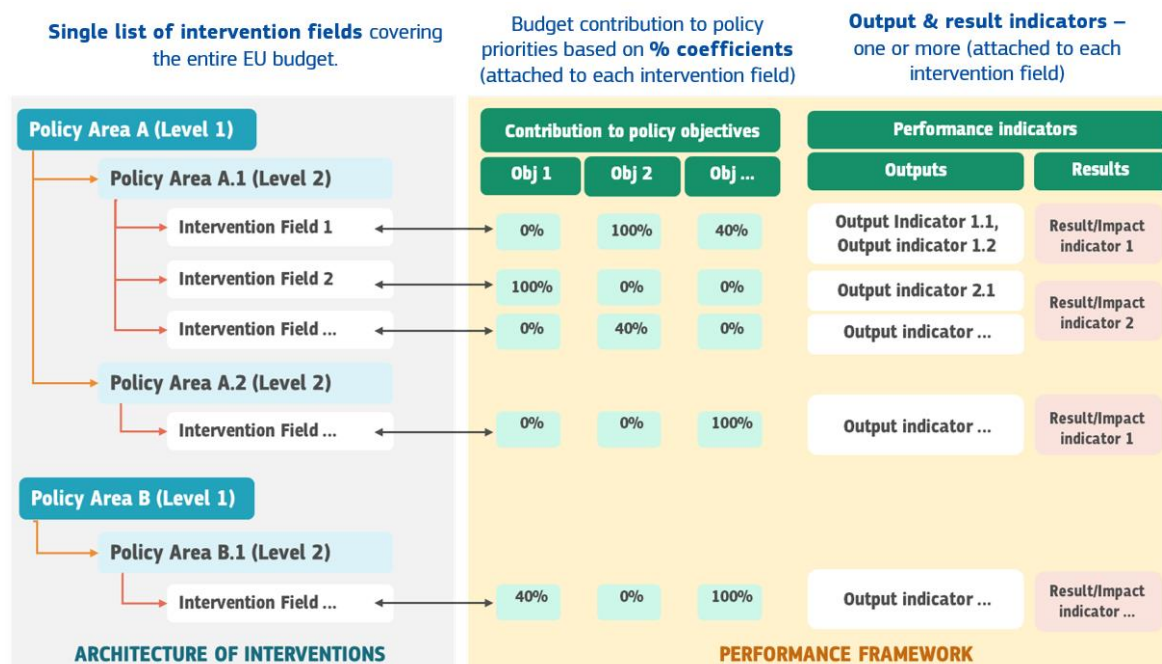 Single list of intervention fields covering
the entire EU budget.
Budget contribution to policy
priorities based on % coefficients
(attached to each intervention field)
Output & result indicators –
one or more (attached to each
intervention field)
Policy Area A (Level 1)
Contribution to policy objectives
Performance indicators
Obj 1
Obj 2
Obj ...
Outputs
Results
Policy Area A.1 (Level 2)
Intervention Field 1
0%
100%
40%
Output Indicator 1.1,
Output indicator 1.2
Result/Impact
indicator 1
Intervention Field 2
100%
0%
0%
Output indicator 2.1
Result/Impact
indicator 2
Intervention Field ...
0%
40%
0%
Output indicator ...
Policy Area A.2 (Level 2)
Intervention Field ...
0%
0%
100%
Output indicator ...
Result/Impact
indicator 1
Policy Area B (Level 1)
Policy Area B.1 (Level 2)
Intervention Field ...
40%
0%
100%
Output indicator ...
Result/Impact
indicator ...
ARCHITECTURE OF INTERVENTIONS
PERFORMANCE FRAMEWORK